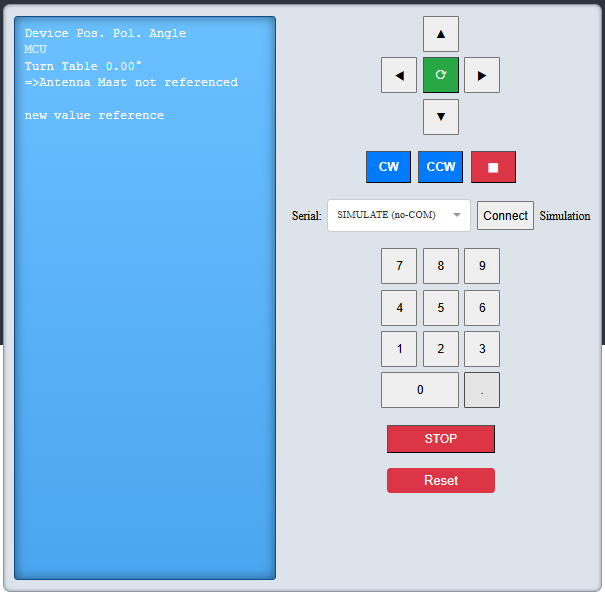 Device Pos. Pol. Angle
MCU
Turn Table 0.00°
=>Antenna Mast not referenced
new value reference
CW CCW
Serial: SIMULATE (no-COM) Connect Simulation
7 8 9
4 5 6
1 2 3
0 .
STOP
Reset